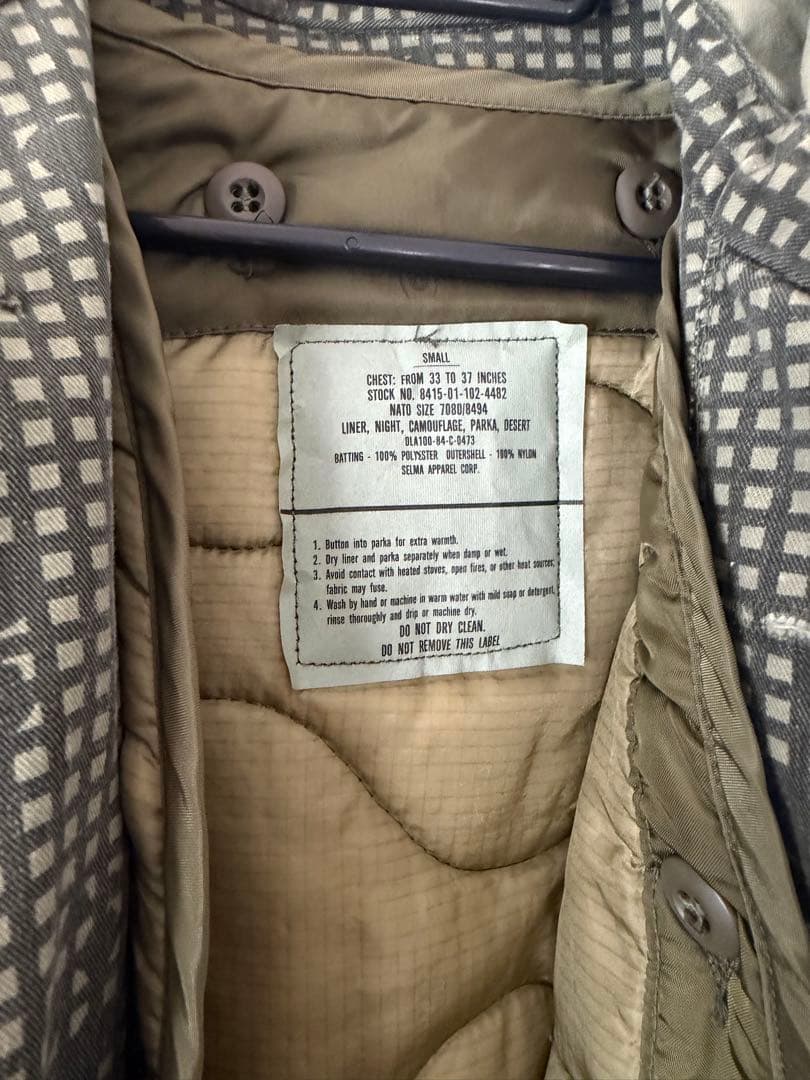 SMALL
CHEST: FROM 33 TO 37 INCHES
STOCK NO. 8415-01-102-4482
NATO SIZE 7080/8494
LINER, NIGHT, CAMOUFLAGE, PARKA, DESERT
DLA100-84-C-0473
BATTING - 100% POLYESTER OUTERSHELL - 100% NYLON
SELMA APPAREL CORP.
1. Button into parka for extra warmth.
2. Dry liner and parka separately when damp or wet.
3. Avoid contact with heated stoves, open fires, or other heat sources;
fabric may fuse.
4. Wash by hand or machine in warm water with mild soap or detergent,
rinse thoroughly and drip or machine dry.
DO NOT DRY CLEAN.
DO NOT REMOVE THIS LABEL